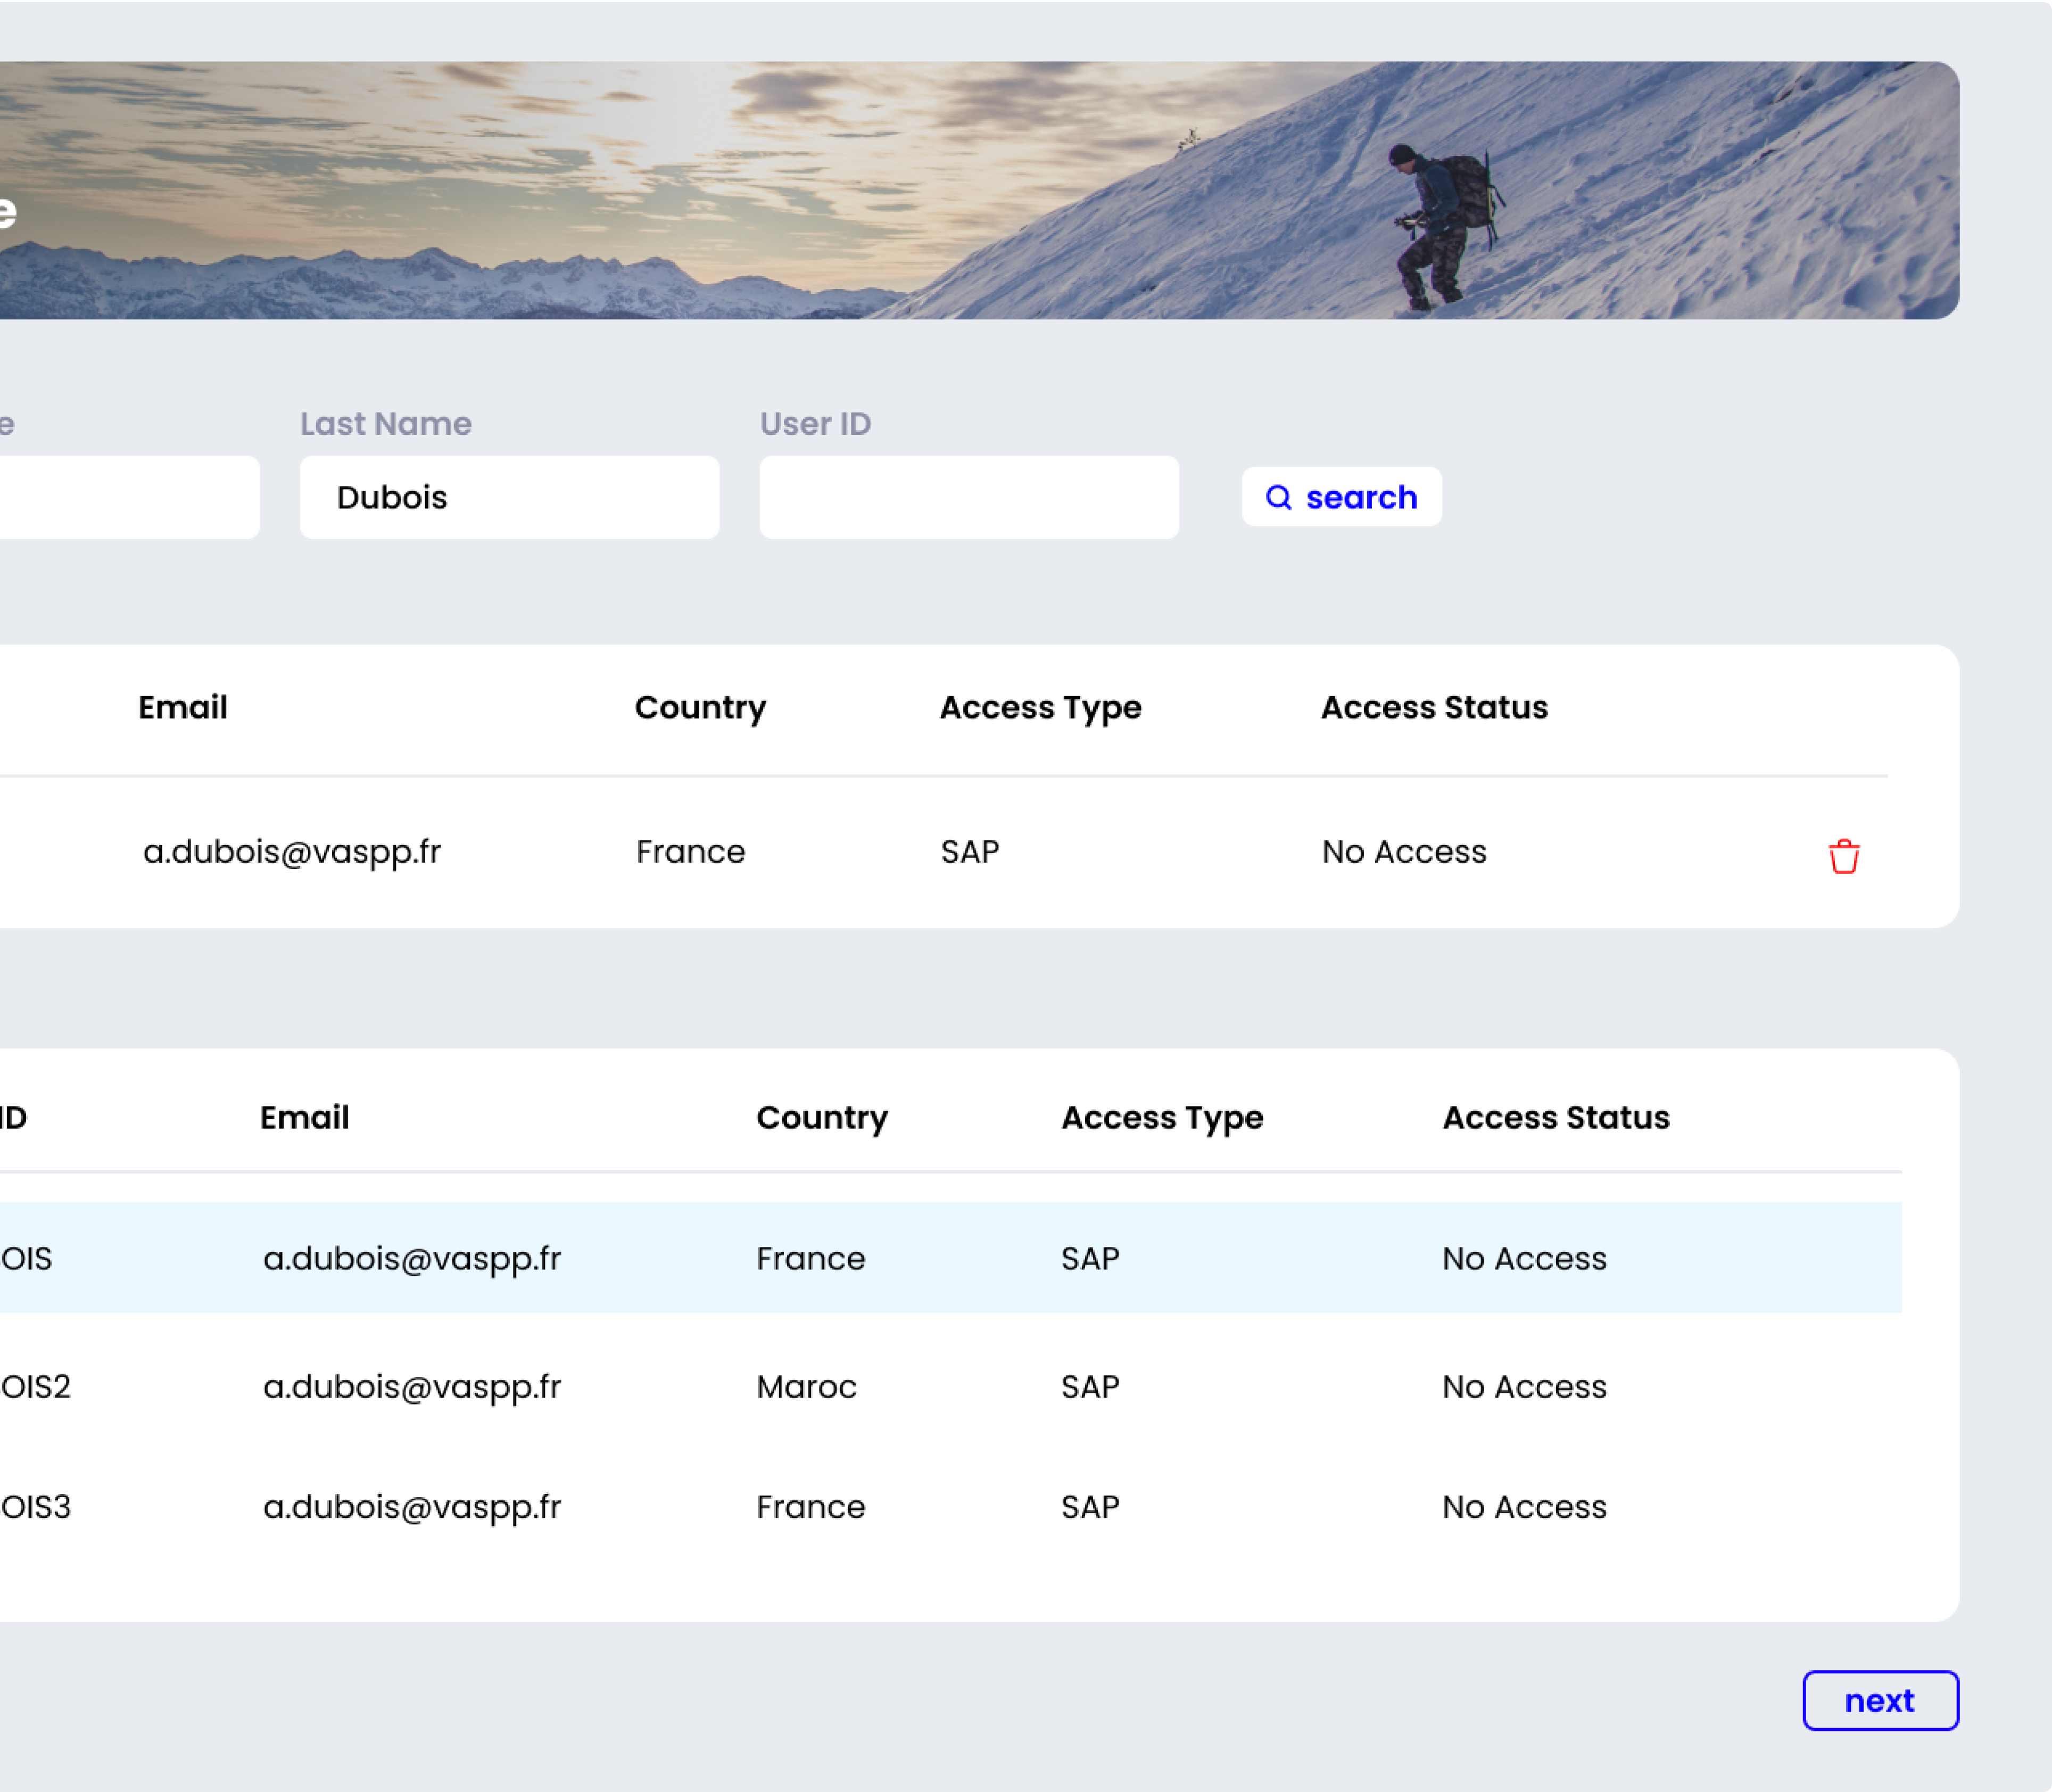 e
e Last Name User ID
Dubois search
Email Country Access Type Access Status
a.dubois@vaspp.fr France SAP No Access
ID Email Country Access Type Access Status
OIS a.dubois@vaspp.fr France SAP No Access
OIS2 a.dubois@vaspp.fr Maroc SAP No Access
OIS3 a.dubois@vaspp.fr France SAP No Access
next